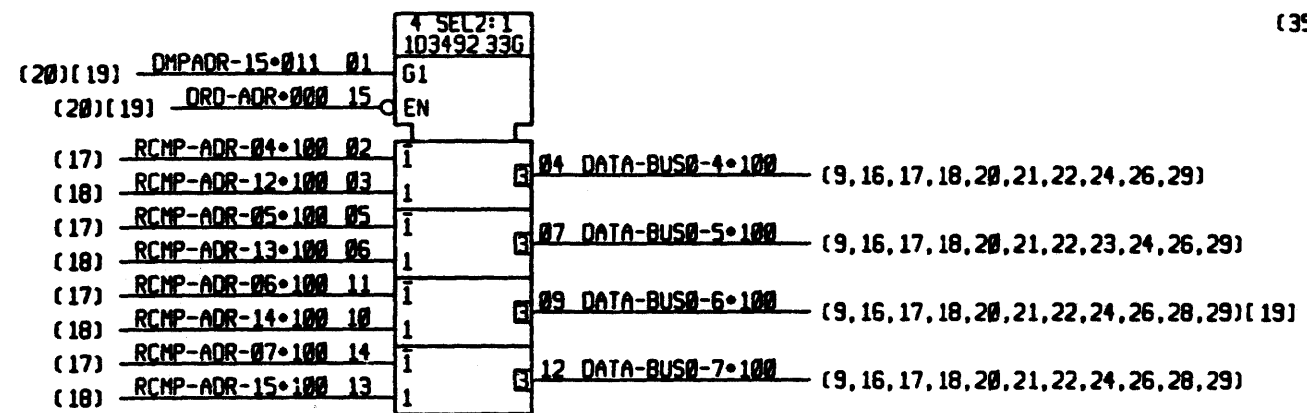 4 SEL2:1
(39
103492 33G
(20)[19] DMPADR-15•011 01 G1
(20)[19] ORD-ADR•000 15 EN
(17) RCMP-ADR-04•100 02 1̅ 3 04 DATA-BUS0-4•100 (9,16,17,18,20,21,22,24,26,29)
(18) RCMP-ADR-12•100 03 1
(17) RCMP-ADR-05•100 05 1̅ 3 07 DATA-BUS0-5•100 (9,16,17,18,20,21,22,23,24,26,29)
(18) RCMP-ADR-13•100 06 1
(17) RCMP-ADR-06•100 11 1̅ 3 09 DATA-BUS0-6•100 (9,16,17,18,20,21,22,24,26,28,29)[19]
(18) RCMP-ADR-14•100 10 1
(17) RCMP-ADR-07•100 14 1̅ 3 12 DATA-BUS0-7•100 (9,16,17,18,20,21,22,24,26,28,29)
(18) RCMP-ADR-15•100 13 1